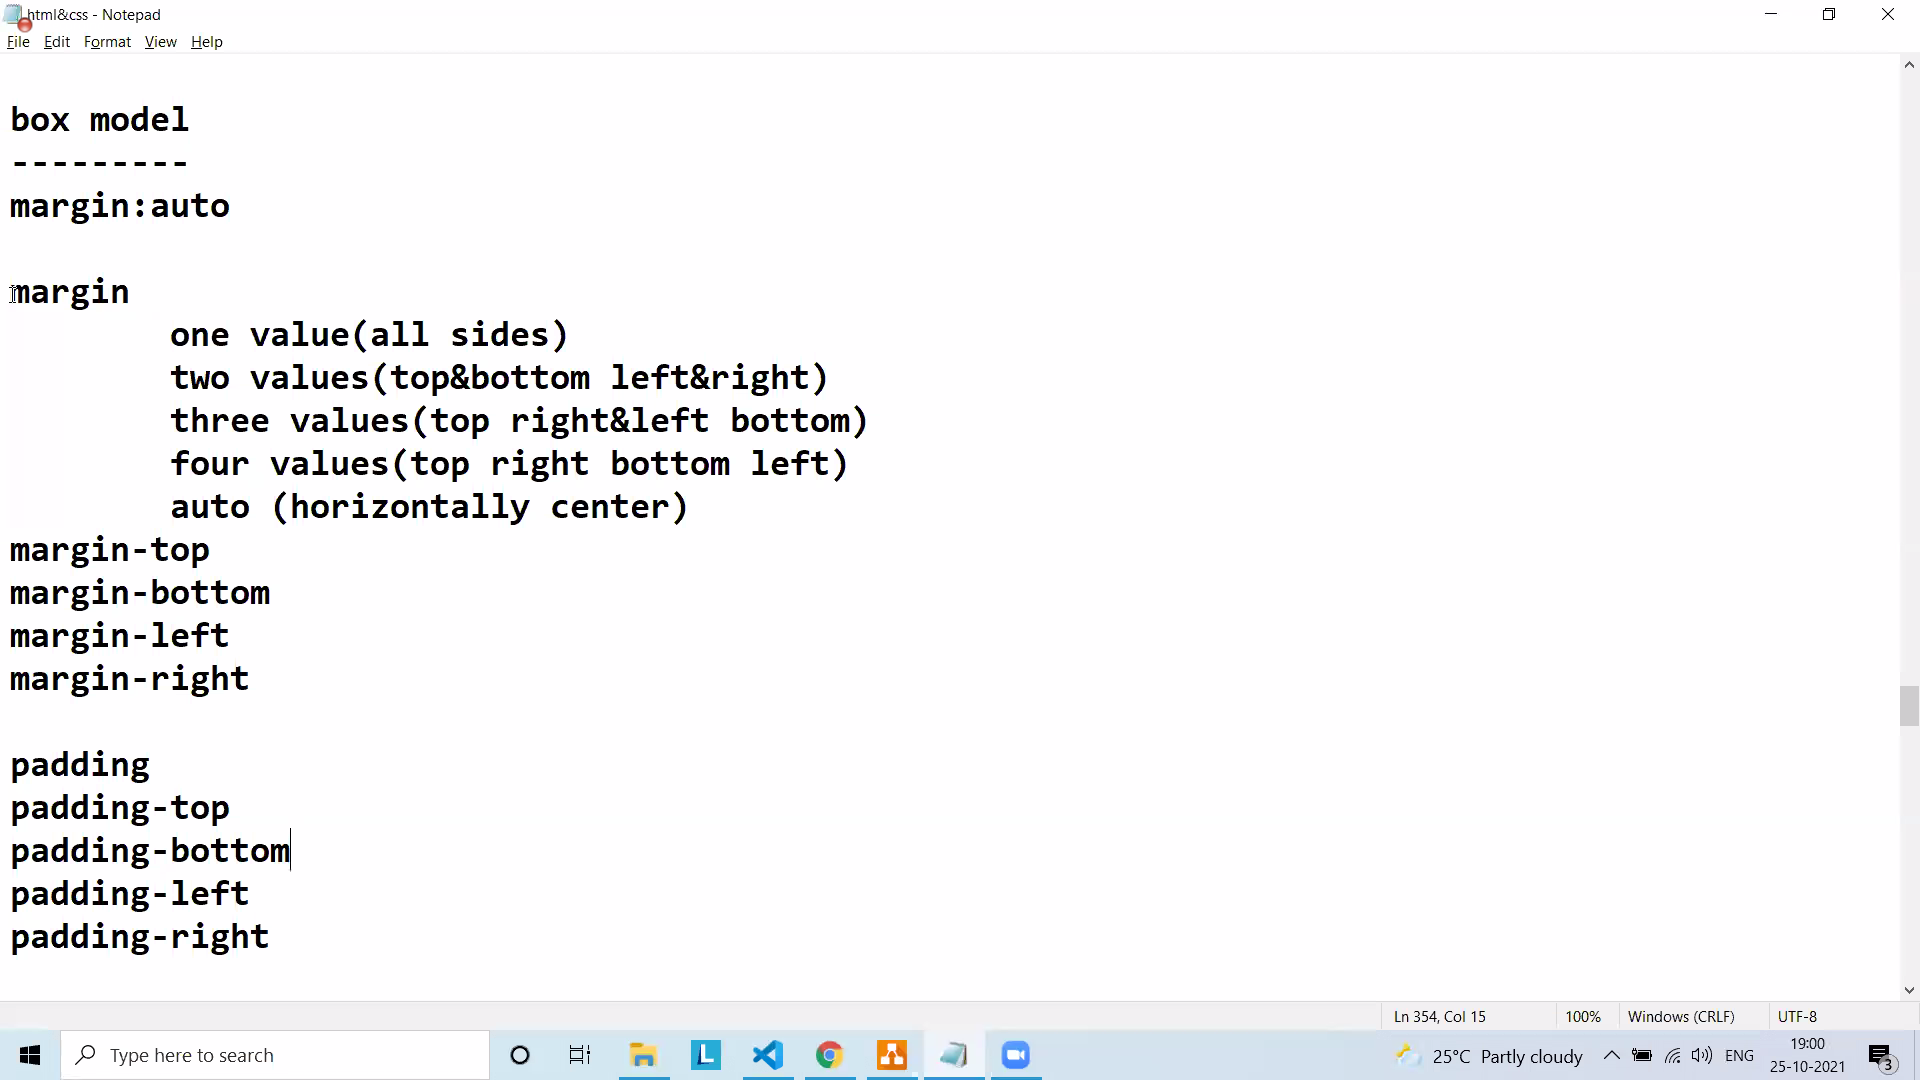 html&css - Notepad
File Edit Format View Help
box model
---------
margin:auto
margin
one value(all sides)
two values(top&bottom left&right)
three values(top right&left bottom)
four values(top right bottom left)
auto (horizontally center)
margin-top
margin-bottom
margin-left
margin-right
padding
padding-top
padding-bottom
padding-left
padding-right
Ln 354, Col 15 100% Windows (CRLF) UTF-8
Type here to search
L
25°C Partly cloudy ENG
19:00
25-10-2021
3